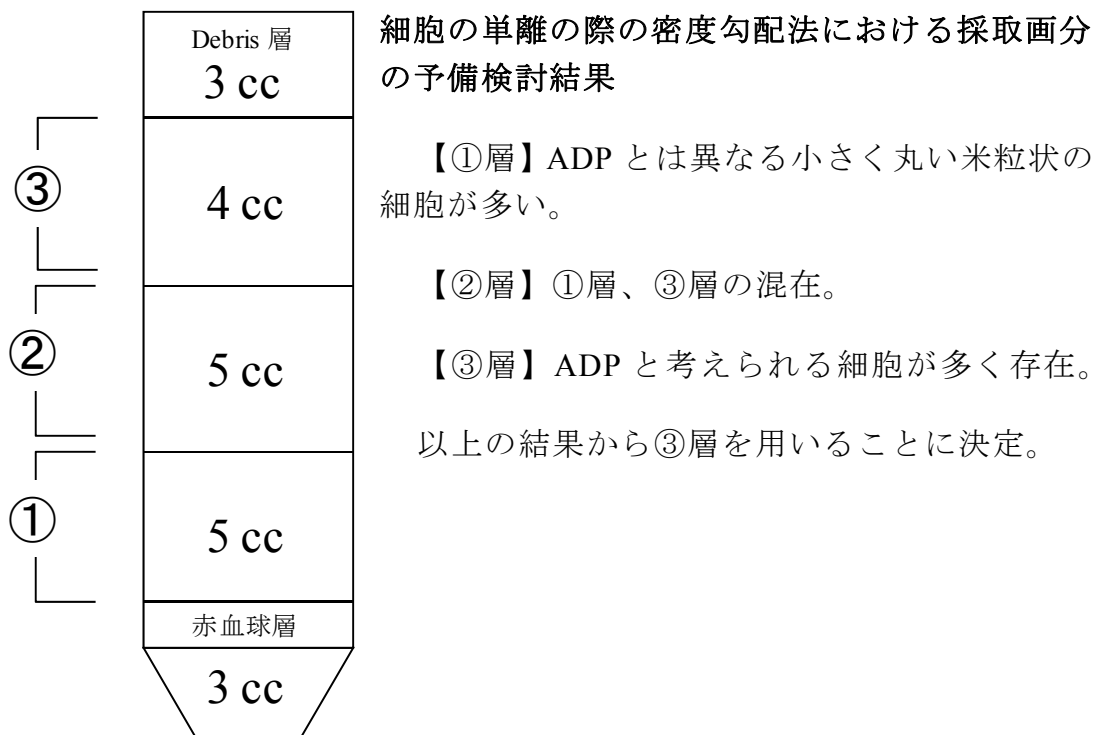 Debris 層
3 cc
③
4 cc
②
5 cc
①
5 cc
赤血球層
3 cc
細胞の単離の際の密度勾配法における採取画分
の予備検討結果
【①層】ADP とは異なる小さく丸い米粒状の
細胞が多い。
【②層】①層、③層の混在。
【③層】ADP と考えられる細胞が多く存在。
以上の結果から③層を用いることに決定。